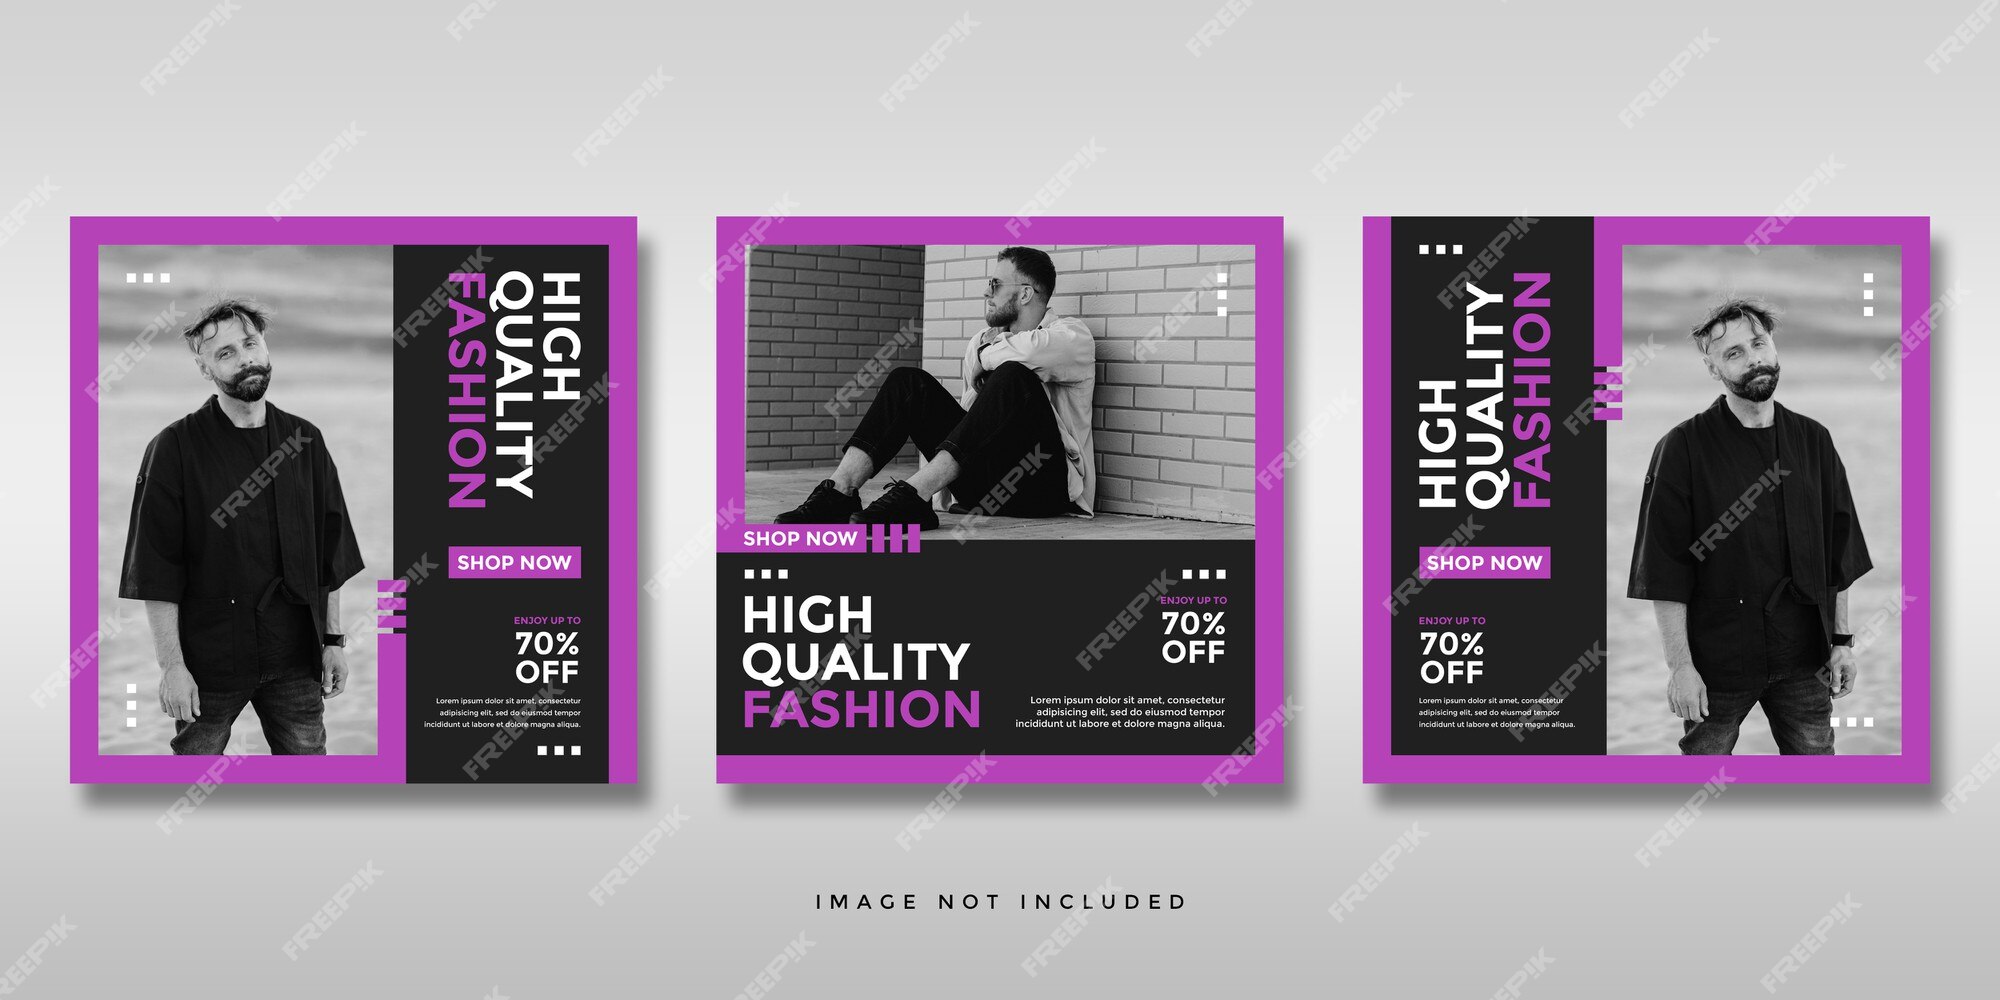 HIGH
QUALITY
FASHION
SHOP NOW
ENJOY UP TO
70%
OFF
Lorem ipsum dolor sit amet, consectetur
adipisicing elit, sed do eiusmod tempor
incididunt ut labore et dolore magna aliqua.
SHOP NOW
HIGH
QUALITY
FASHION
ENJOY UP TO
70%
OFF
Lorem ipsum dolor sit amet, consectetur
adipisicing elit, sed do eiusmod tempor
incididunt ut labore et dolore magna aliqua.
HIGH
QUALITY
FASHION
SHOP NOW
ENJOY UP TO
70%
OFF
Lorem ipsum dolor sit amet, consectetur
adipisicing elit, sed do eiusmod tempor
incididunt ut labore et dolore magna aliqua.
IMAGE NOT INCLUDED
FREEPIK